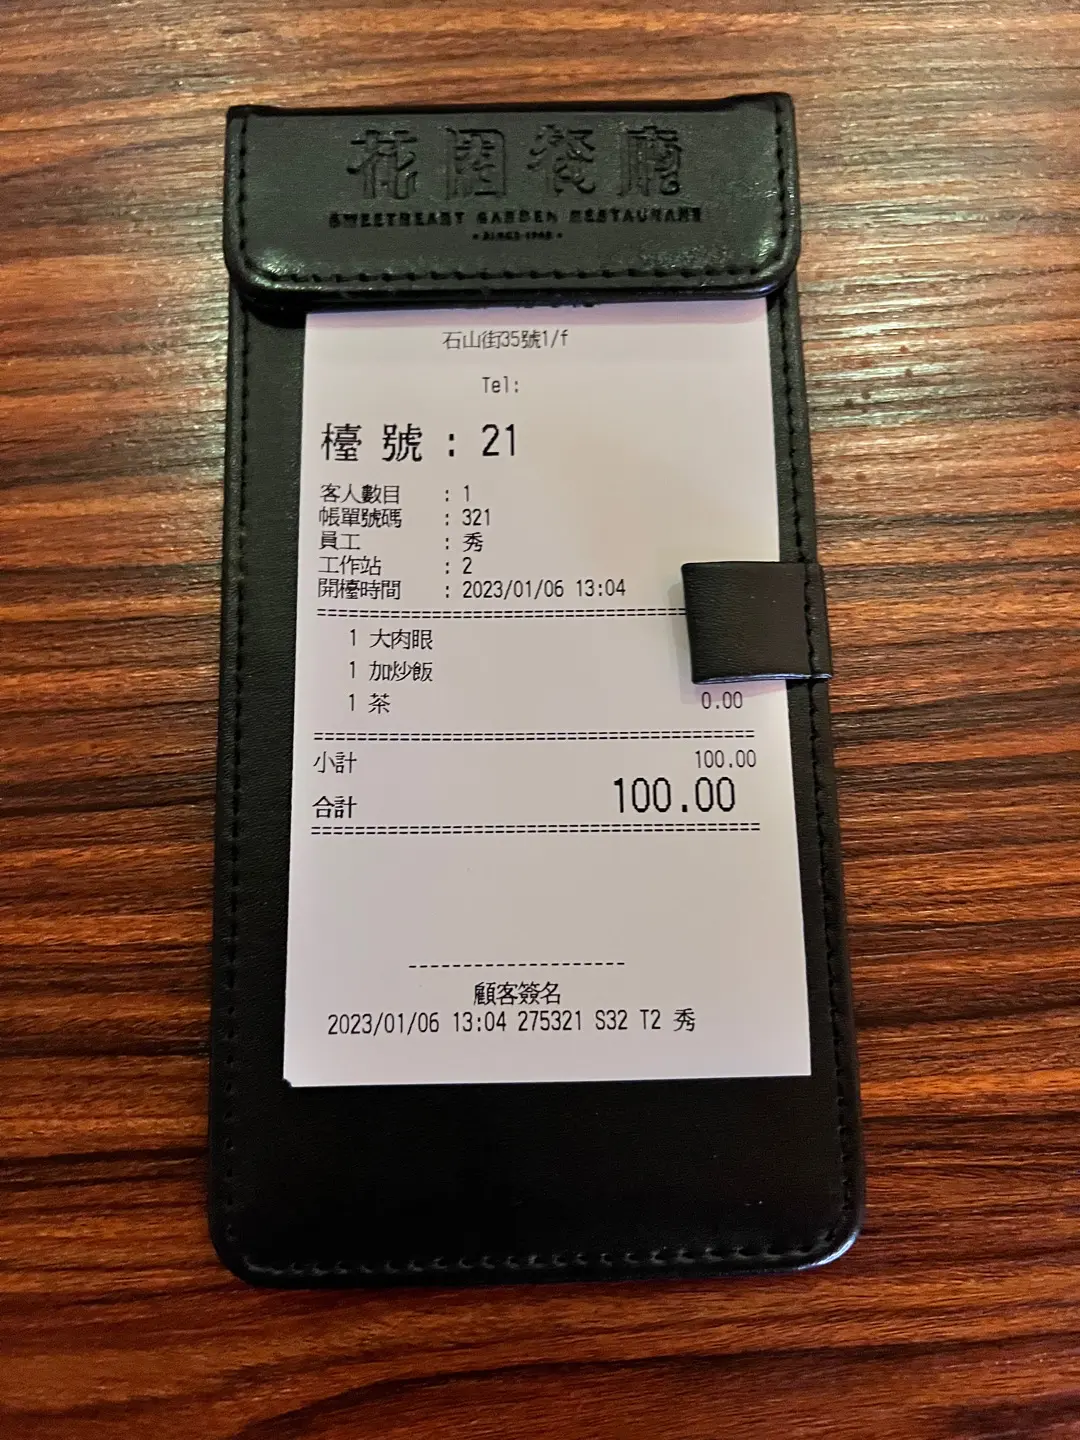 花園餐廳
SWEETHEART GARDEN RESTAURANT
石山街35號1/f
Tel:
檯 號 : 21
客人數目 : 1
帳單號碼 : 321
員工 : 秀
工作站 : 2
開檯時間 : 2023/01/06 13:04
1 大肉眼
1 加炒飯
1 茶 0.00
小計 100.00
合計 100.00
顧客簽名
2023/01/06 13:04 275321 S32 T2 秀